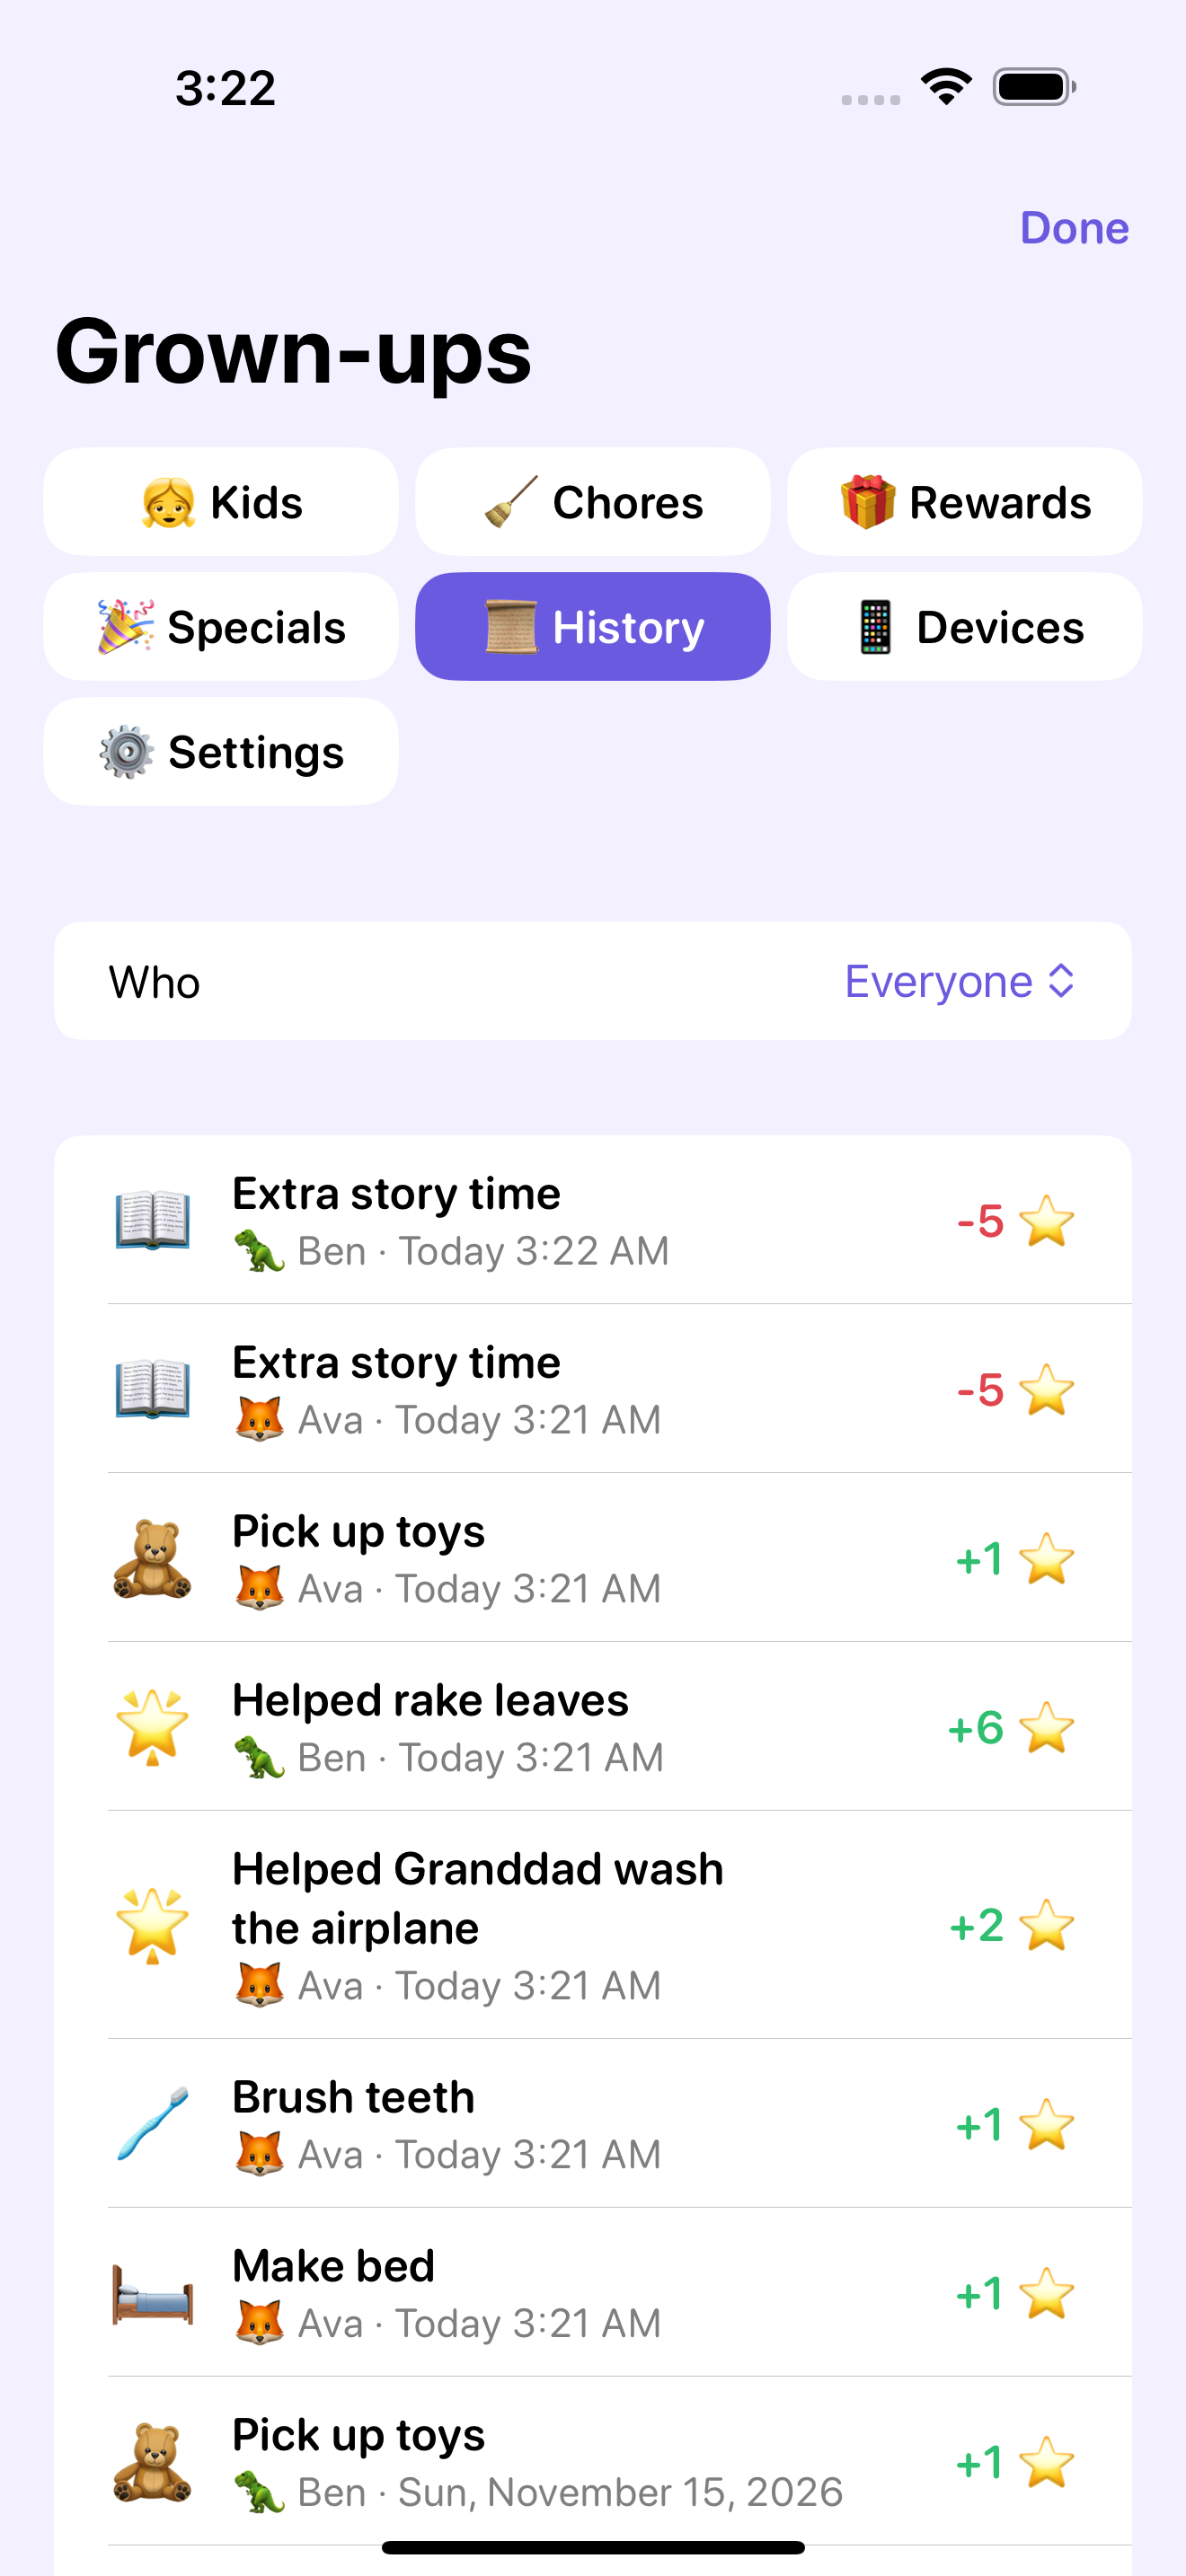 3:22
Done
Grown-ups
Kids
Chores
Rewards
Specials
History
Devices
Settings
Who
Everyone
Extra story time
-5
Ben · Today 3:22 AM
Extra story time
-5
Ava · Today 3:21 AM
Pick up toys
+1
Ava · Today 3:21 AM
Helped rake leaves
+6
Ben · Today 3:21 AM
Helped Granddad wash
the airplane
+2
Ava · Today 3:21 AM
Brush teeth
+1
Ava · Today 3:21 AM
Make bed
+1
Ava · Today 3:21 AM
Pick up toys
+1
Ben · Sun, November 15, 2026